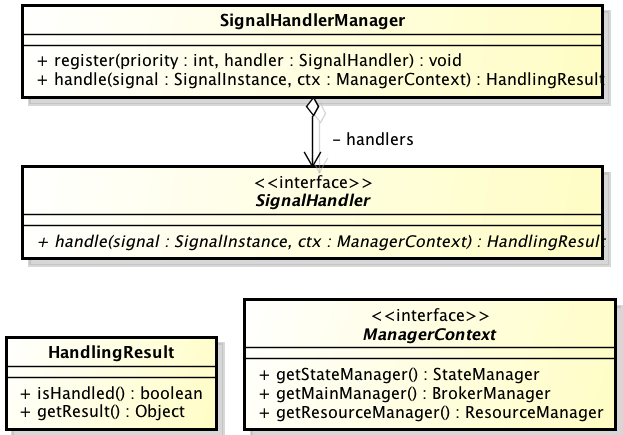 SignalHandlerManager
+ register(priority : int, handler : SignalHandler) : void
+ handle(signal : SignalInstance, ctx : ManagerContext) : HandlingResult
- handlers
<<interface>>
SignalHandler
+ handle(signal : SignalInstance, ctx : ManagerContext) : HandlingResult
<<interface>>
ManagerContext
+ getStateManager() : StateManager
+ getMainManager() : BrokerManager
+ getResourceManager() : ResourceManager
HandlingResult
+ isHandled() : boolean
+ getResult() : Object